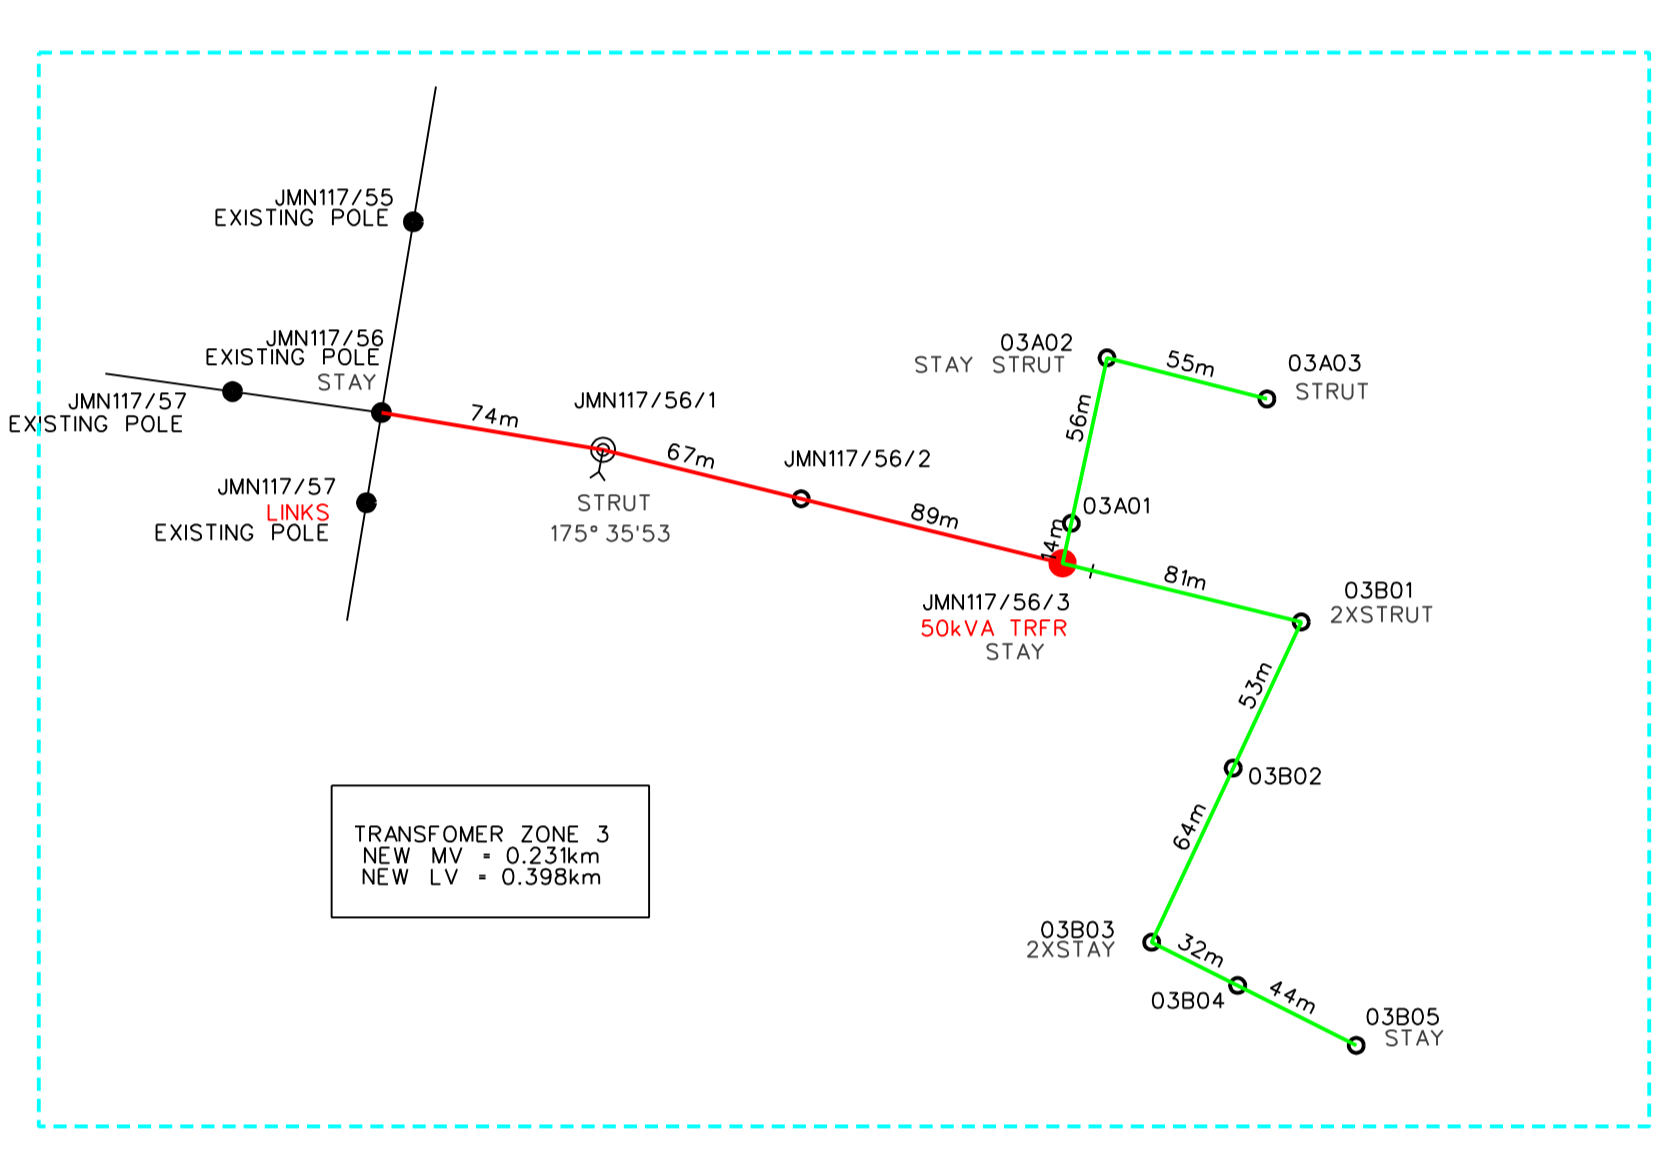 JMN117/55
EXISTING POLE
JMN117/56
EXISTING POLE
STAY
JMN117/57
EXISTING POLE
JMN117/57
LINKS
EXISTING POLE
74m
JMN117/56/1
67m
STRUT
175° 35'53
JMN117/56/2
89m
03A02
STAY STRUT
55m
03A03
STRUT
56m
03A01
14m
JMN117/56/3
50kVA TRFR
STAY
81m
03B01
2XSTRUT
53m
03B02
64m
03B03
2XSTAY
32m
03B04
44m
03B05
STAY
TRANSFOMER ZONE 3
NEW MV = 0.231km
NEW LV = 0.398km